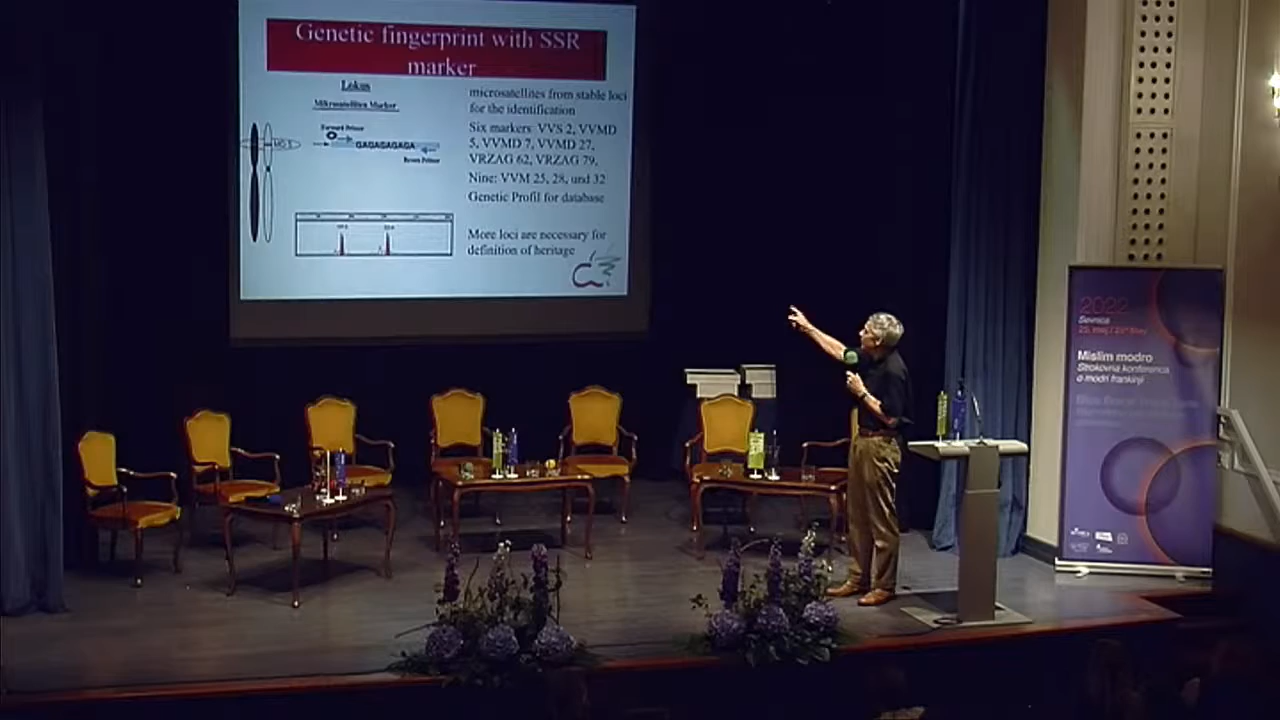 Genetic fingerprint with SSR
marker
Lokus
Mikrosatelliten Marker
Forward Primer
GAGAGAGAGA
Revers Primer
microsatellites from stable loci
for the identification
Six markers: VVS 2, VVMD
5, VVMD 7, VVMD 27,
VRZAG 62, VRZAG 79,
Nine: VVM 25, 28, und 32
Genetic Profil for database
More loci are necessary for
definition of heritage
2022
Sevnica
Mislim modro
Strokovna konferenca
o modri frankinji